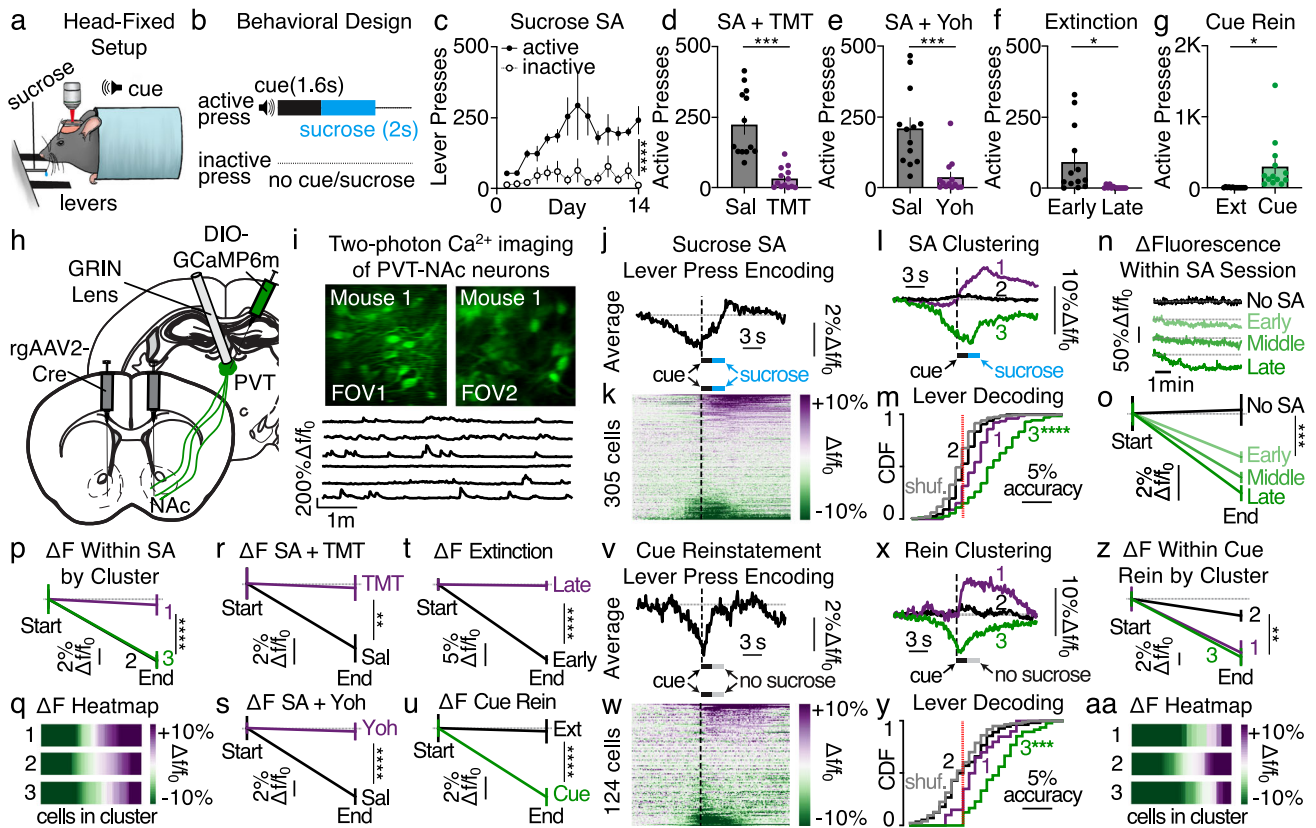 a
Head-Fixed
Setup
sucrose
cue
levers
b
Behavioral Design
cue(1.6s)
active
press
sucrose (2s)
inactive
press
no cue/sucrose
c
Sucrose SA
Lever Presses
500
250
0
active
inactive
****
0
Day
14
d
SA + TMT
Active Presses
500
250
0
***
Sal
TMT
e
SA + Yoh
Active Presses
500
250
0
***
Sal
Yoh
f
Extinction
Active Presses
500
250
0
*
Early
Late
g
Cue Rein
Active Presses
2K
1K
0
*
Ext
Cue
h
DIO-
GCaMP6m
GRIN
Lens
rgAAV2-
Cre
PVT
NAc
i
Two-photon Ca2+ imaging
of PVT-NAc neurons
Mouse 1
FOV1
Mouse 1
FOV2
200% Δf/f0
1m
j
Sucrose SA
Lever Press Encoding
Average
2%Δf/f0
3 s
cue
sucrose
k
305 cells
+10%
Δf/f0
-10%
l
SA Clustering
3 s
1
2
3
10%Δf/f0
cue
sucrose
m
Lever Decoding
CDF
1
0
shuf.
2
1
3****
5%
accuracy
n
ΔFluorescence
Within SA Session
50%Δf/f0
No SA
Early
Middle
Late
1min
o
No SA
Start
***
Early
Middle
Late
2%
Δf/f0
End
p
ΔF Within SA
by Cluster
Start
1
2
3
****
2%
Δf/f0
End
q
ΔF Heatmap
1
2
3
+10%
Δf/f0
-10%
cells in cluster
r
ΔF SA + TMT
TMT
Start
**
2%
Δf/f0
Sal
End
s
ΔF SA + Yoh
Yoh
Start
****
2%
Δf/f0
Sal
End
t
ΔF Extinction
Late
Start
****
5%
Δf/f0
Early
End
u
ΔF Cue Rein
Ext
Start
****
2%
Δf/f0
Cue
End
v
Cue Reinstatement
Lever Press Encoding
Average
2%Δf/f0
3 s
cue
no sucrose
w
124 cells
+10%
Δf/f0
-10%
x
Rein Clustering
1
2
3
3 s
10%Δf/f0
cue
no sucrose
y
Lever Decoding
CDF
1
0
shuf.
2
1
3***
5%
accuracy
z
ΔF Within Cue
Rein by Cluster
Start
2
1
3
**
2%
Δf/f0
End
aa
ΔF Heatmap
1
2
3
+10%
Δf/f0
-10%
cells in cluster